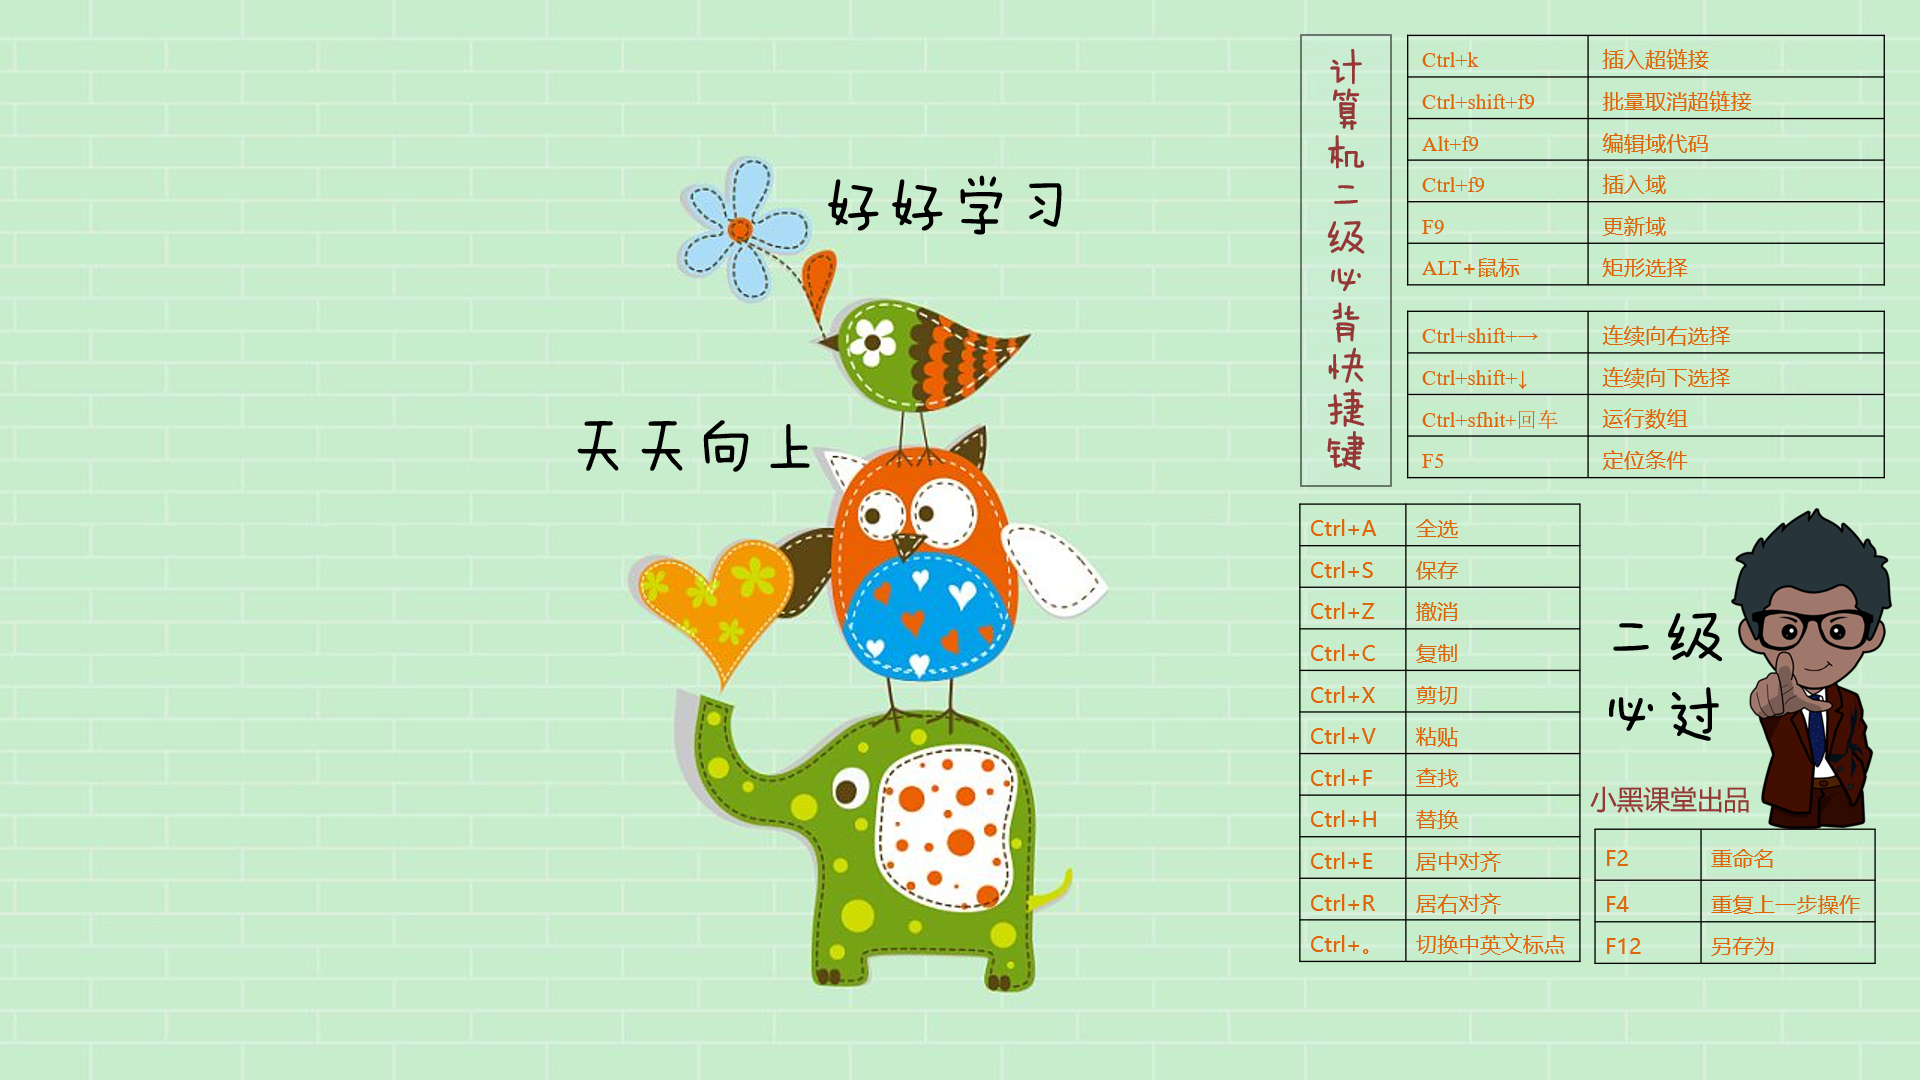 好好学习
天天向上
计算机二级必背快捷键
Ctrl+k 插入超链接
Ctrl+shift+f9 批量取消超链接
Alt+f9 编辑域代码
Ctrl+f9 插入域
F9 更新域
ALT+鼠标 矩形选择
Ctrl+shift+→ 连续向右选择
Ctrl+shift+↓ 连续向下选择
Ctrl+sfhit+回车 运行数组
F5 定位条件
Ctrl+A 全选
Ctrl+S 保存
Ctrl+Z 撤消
Ctrl+C 复制
Ctrl+X 剪切
Ctrl+V 粘贴
Ctrl+F 查找
Ctrl+H 替换
Ctrl+E 居中对齐
Ctrl+R 居右对齐
Ctrl+。 切换中英文标点
二级
必过
小黑课堂出品
F2 重命名
F4 重复上一步操作
F12 另存为